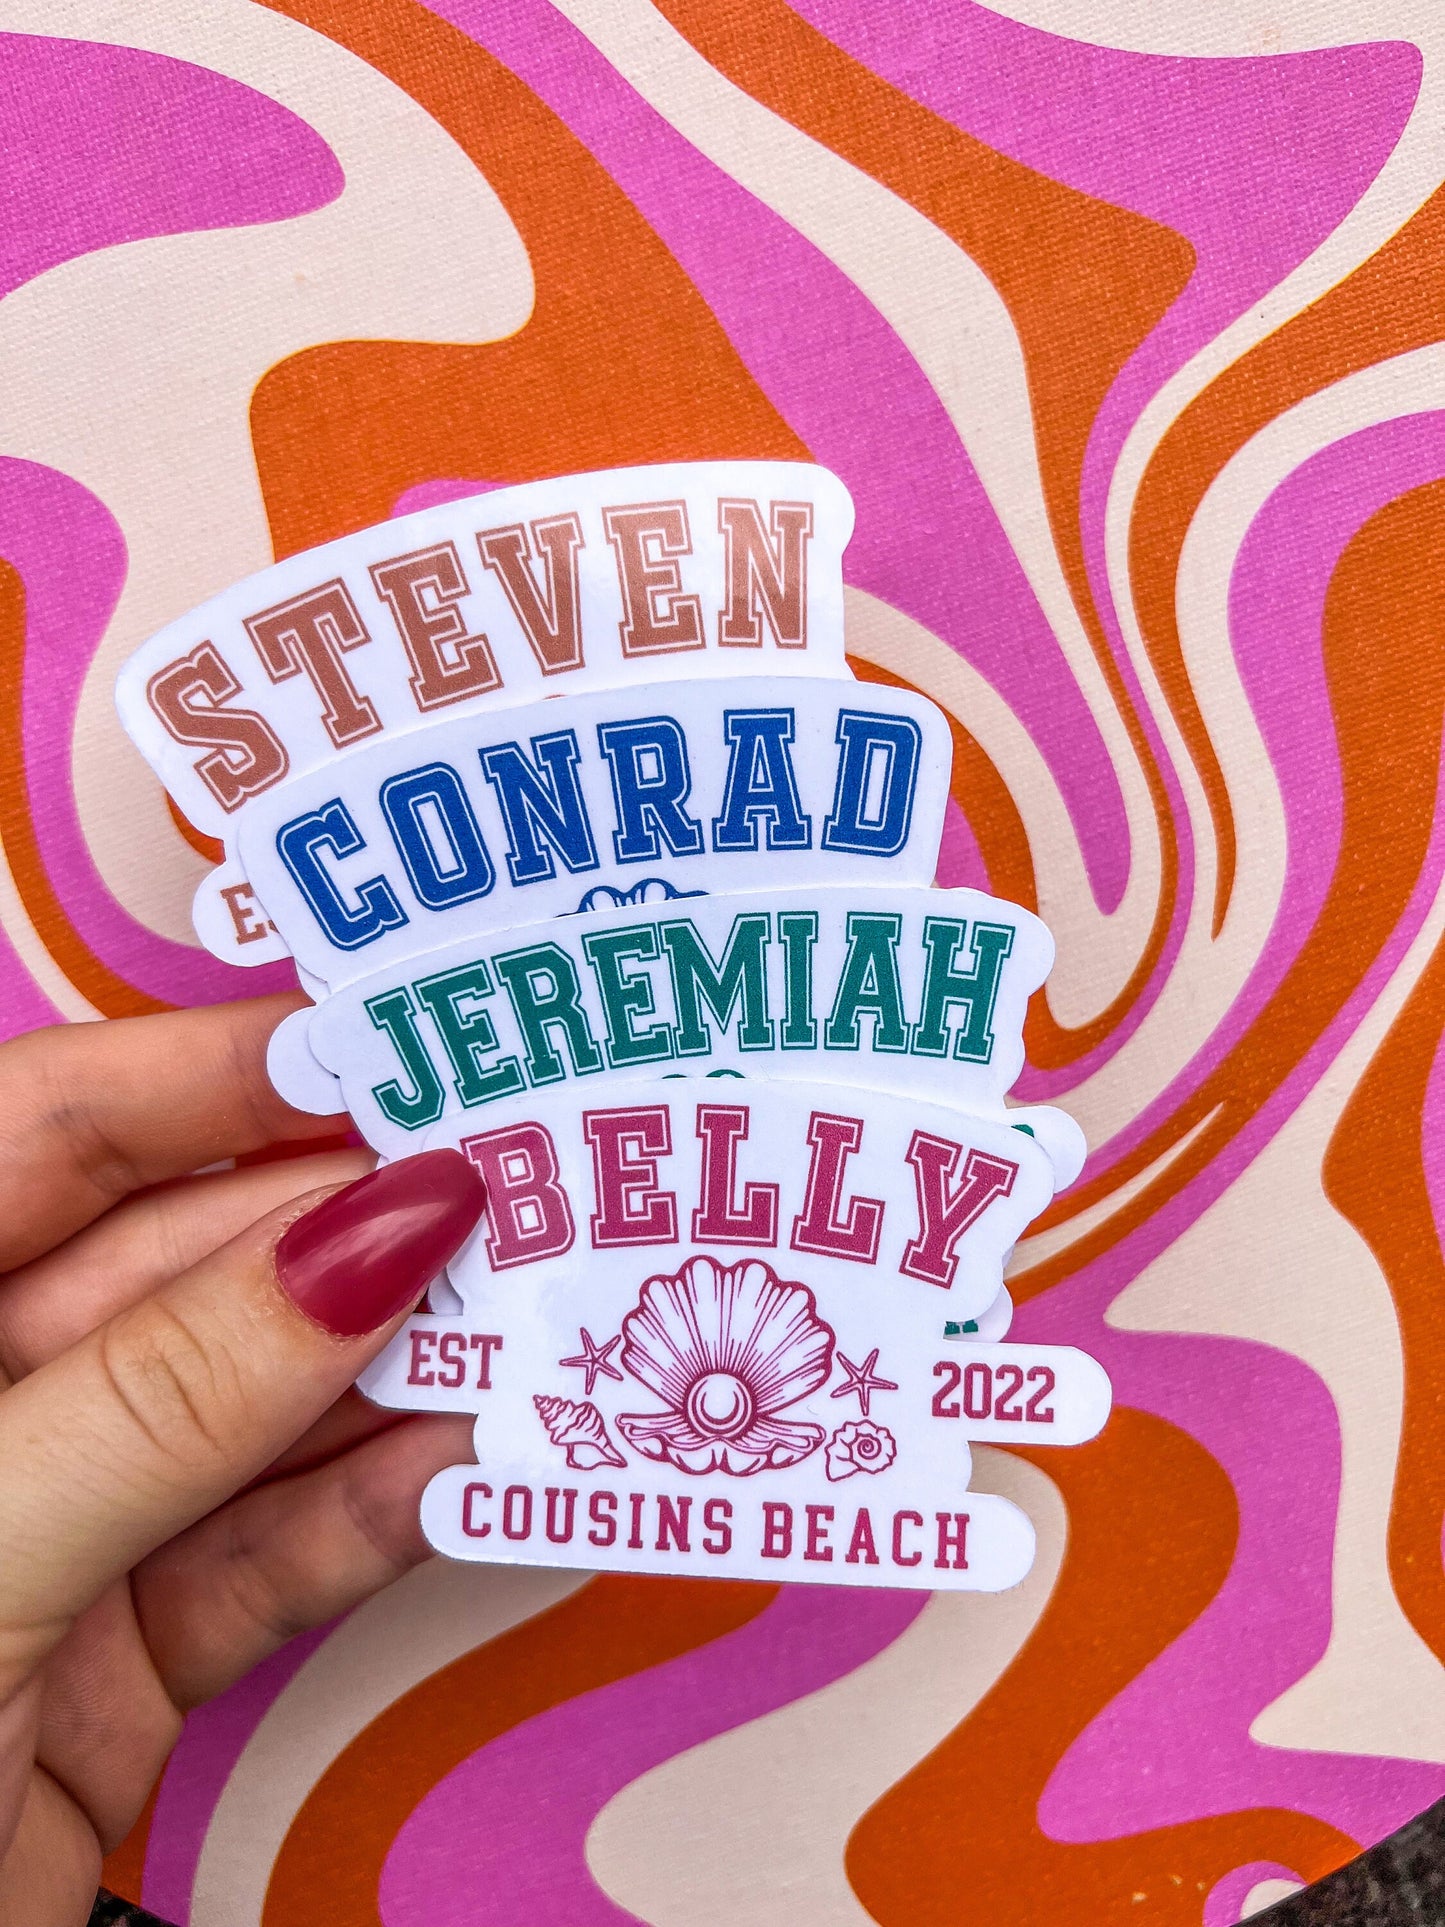 STEVEN
CONRAD
JEREMIAH
BELLY
EST 2022
COUSINS BEACH